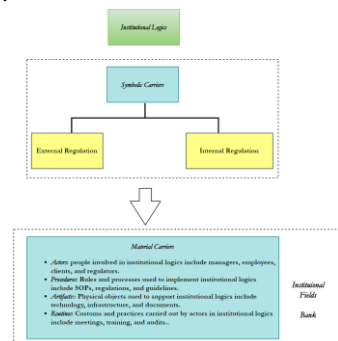 Institutional Logics
Symbolic Carriers
External Regulation
Internal Regulation
Material Carriers
• Actors: people involved in institutional logics include managers, employees,
clients, and regulators.
• Procedures: Rules and processes used to implement institutional logics
include SOPs, regulations, and guidelines.
• Artifacts: Physical objects used to support institutional logics include
technology, infrastructure, and documents.
• Routines: Customs and practices carried out by actors in institutional logics
include meetings, training, and audits..
Institutional
Fields
Bank